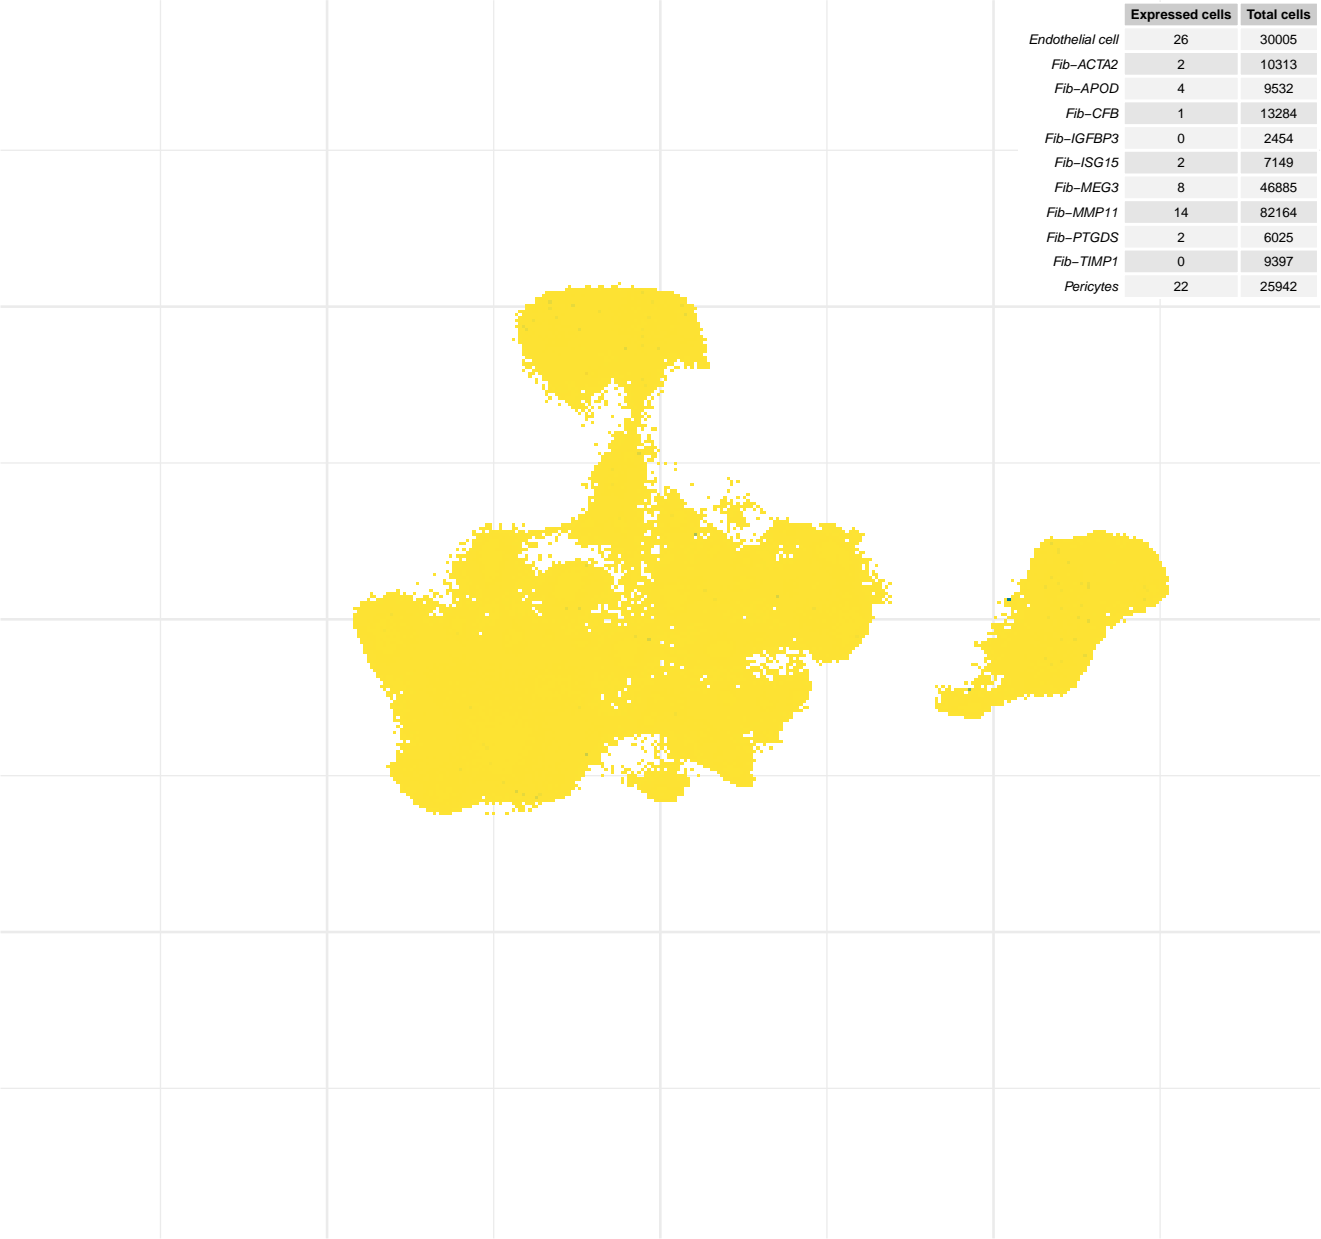 Expressed cells Total cells
Endothelial cell 26 30005
Fib−ACTA2 2 10313
Fib−APOD 4 9532
Fib−CFB 1 13284
Fib−IGFBP3 0 2454
Fib−ISG15 2 7149
Fib−MEG3 8 46885
Fib−MMP11 14 82164
Fib−PTGDS 2 6025
Fib−TIMP1 0 9397
Pericytes 22 25942